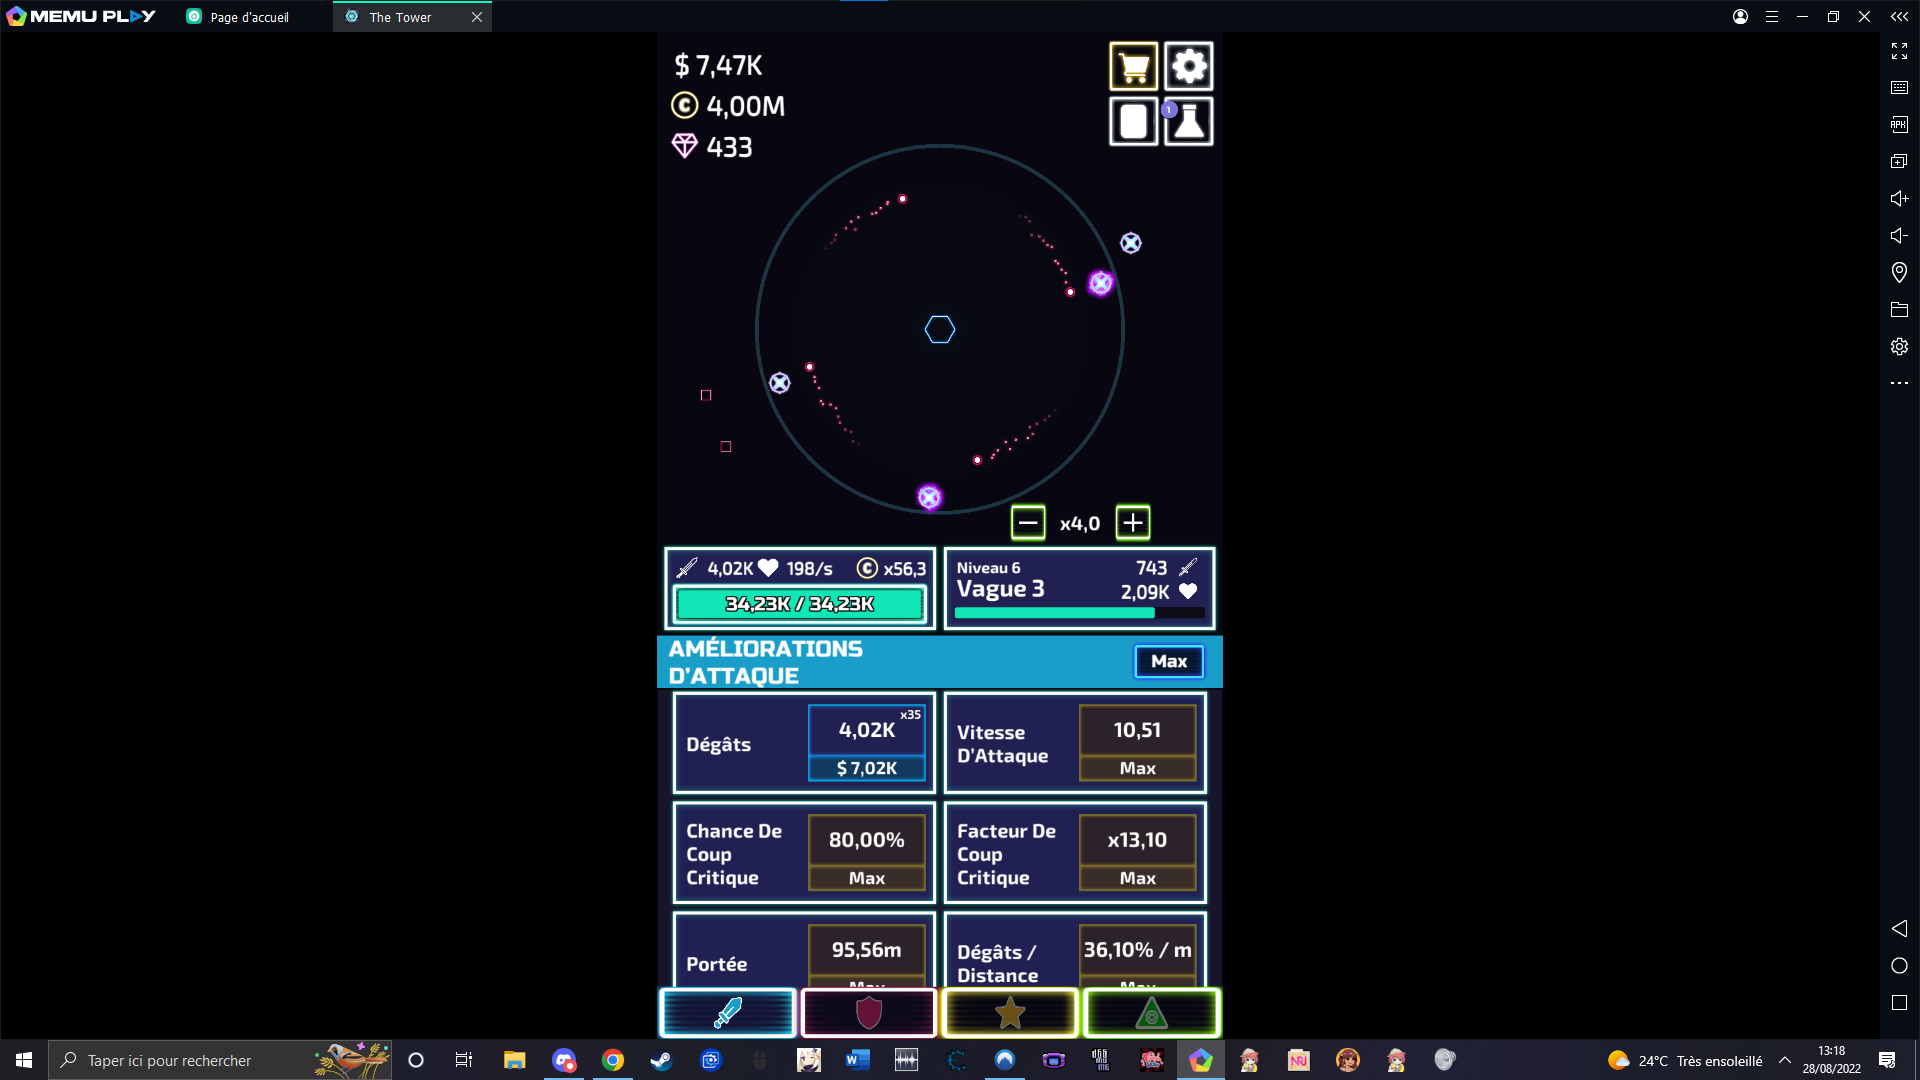 MEMU PLAY
Page d'accueil
The Tower
$ 7,47K
C 4,00M
433
1
x4,0
4,02K
198/s
C x56,3
34,23K / 34,23K
Niveau 6
Vague 3
743
2,09K
AMÉLIORATIONS
D'ATTAQUE
Max
Dégâts
x35
4,02K
$ 7,02K
Vitesse
D'Attaque
10,51
Max
Chance De
Coup
Critique
80,00%
Max
Facteur De
Coup
Critique
x13,10
Max
Portée
95,56m
Max
Dégâts /
Distance
36,10% / m
Max
APK
Taper ici pour rechercher
24°C Très ensoleillé
13:18
28/08/2022